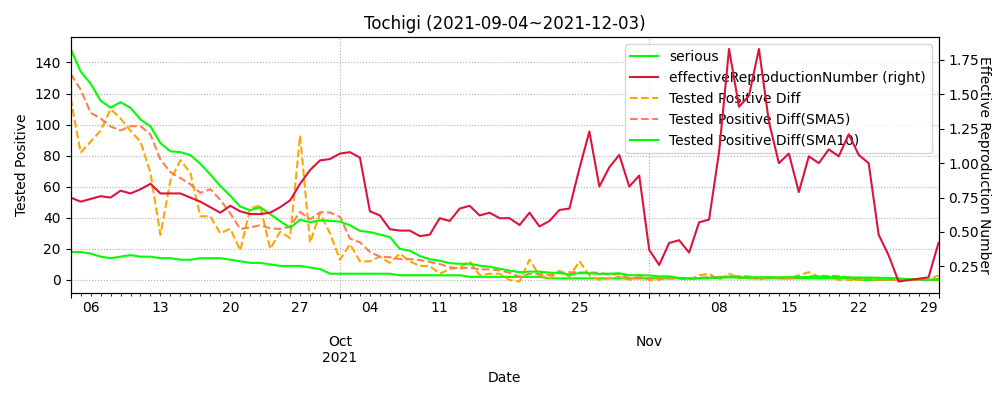 Tochigi (2021-09-04~2021-12-03)
serious
effectiveReproductionNumber (right)
Tested Positive Diff
Tested Positive Diff(SMA5)
Tested Positive Diff(SMA10)
Tested Positive
140
120
100
80
60
40
20
0
1.75
1.50
1.25
1.00
0.75
0.50
0.25
Effective Reproduction Number
06 13 20 27 04 11 18 25 08 15 22 29
Oct Nov
2021
Date